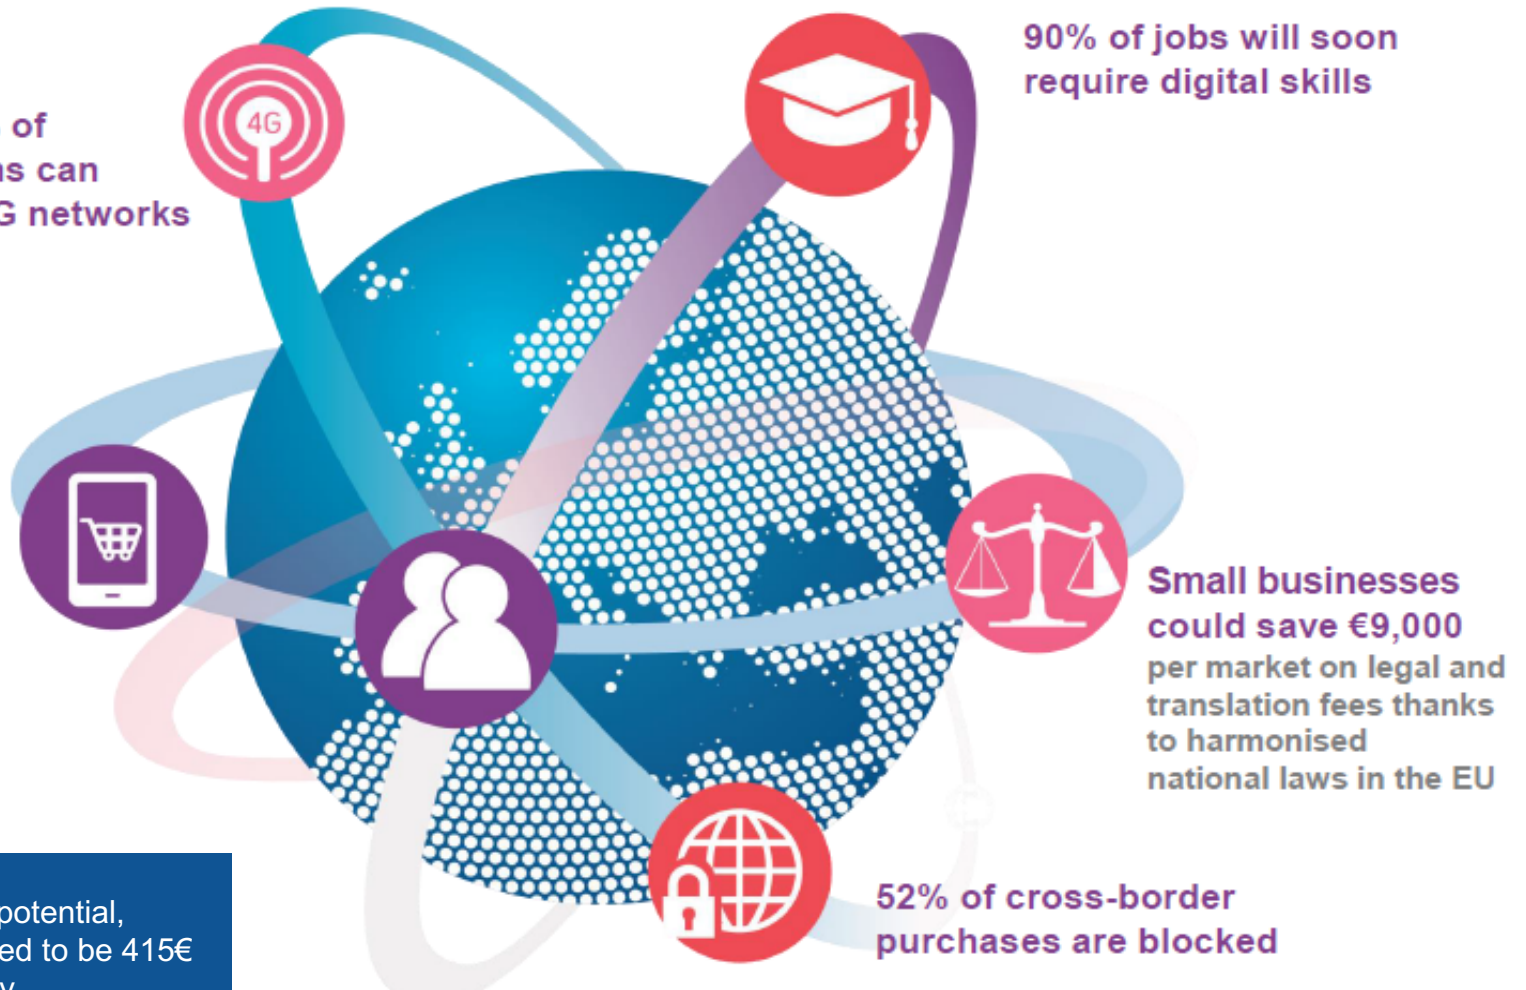 90% of jobs will soon
require digital skills
4G
of
can
networks
Small businesses
could save €9,000
per market on legal and
translation fees thanks
to harmonised
national laws in the EU
52% of cross-border
purchases are blocked
potential,
to be 415€